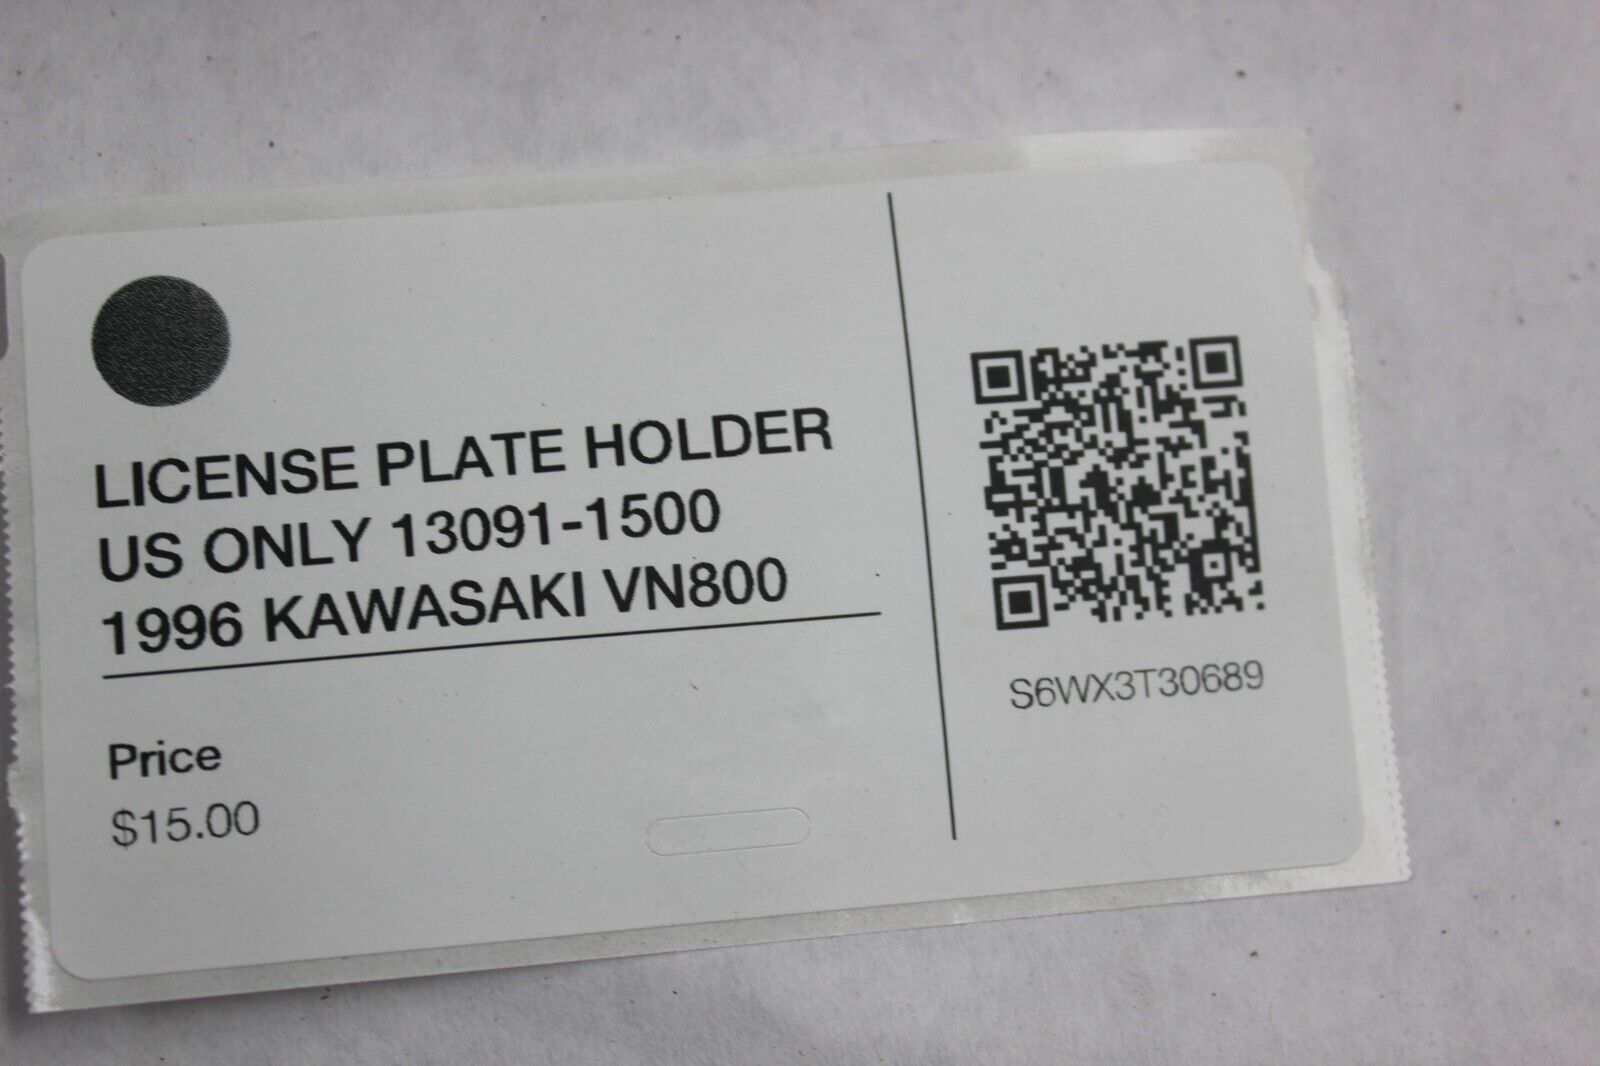 LICENSE PLATE HOLDER
US ONLY 13091-1500
1996 KAWASAKI VN800
Price
$15.00
S6WX3T30689